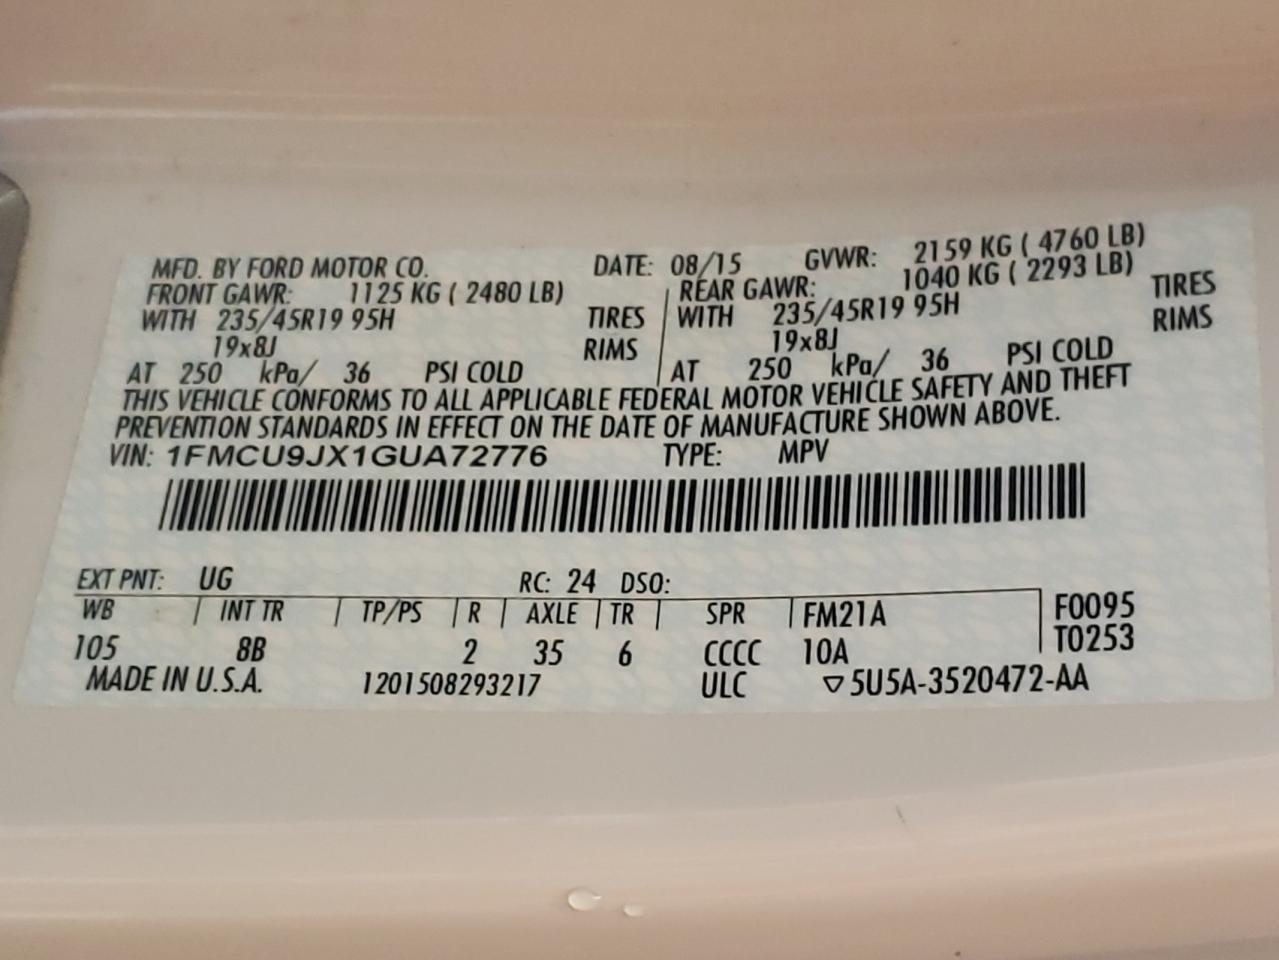 MFD. BY FORD MOTOR CO. DATE: 08/15 GVWR: 2159 KG ( 4760 LB)
FRONT GAWR: 1125 KG ( 2480 LB) REAR GAWR: 1040 KG ( 2293 LB)
WITH 235/45R19 95H TIRES WITH 235/45R19 95H TIRES
19x8J RIMS 19x8J RIMS
AT 250 kPa/ 36 PSI COLD AT 250 kPa/ 36 PSI COLD
THIS VEHICLE CONFORMS TO ALL APPLICABLE FEDERAL MOTOR VEHICLE SAFETY AND THEFT
PREVENTION STANDARDS IN EFFECT ON THE DATE OF MANUFACTURE SHOWN ABOVE.
VIN: 1FMCU9JX1GUA72776 TYPE: MPV
EXT PNT: UG RC: 24 DSO:
WB INT TR TP/PS R AXLE TR SPR FM21A F0095
105 8B 2 35 6 CCCC 10A T0253
MADE IN U.S.A. 1201508293217 ULC ▽5U5A-3520472-AA